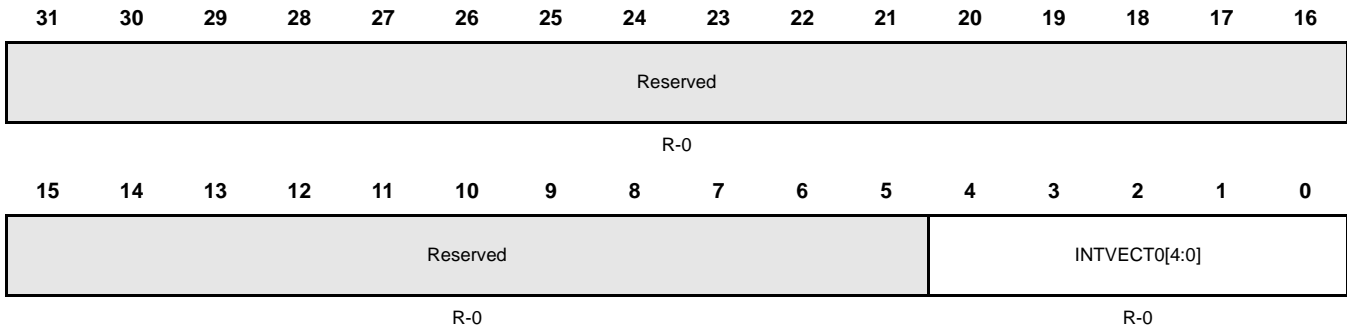 31 30 29 28 27 26 25 24 23 22 21 20 19 18 17 16
Reserved
R-0
15 14 13 12 11 10 9 8 7 6 5 4 3 2 1 0
Reserved INTVECT0[4:0]
R-0 R-0